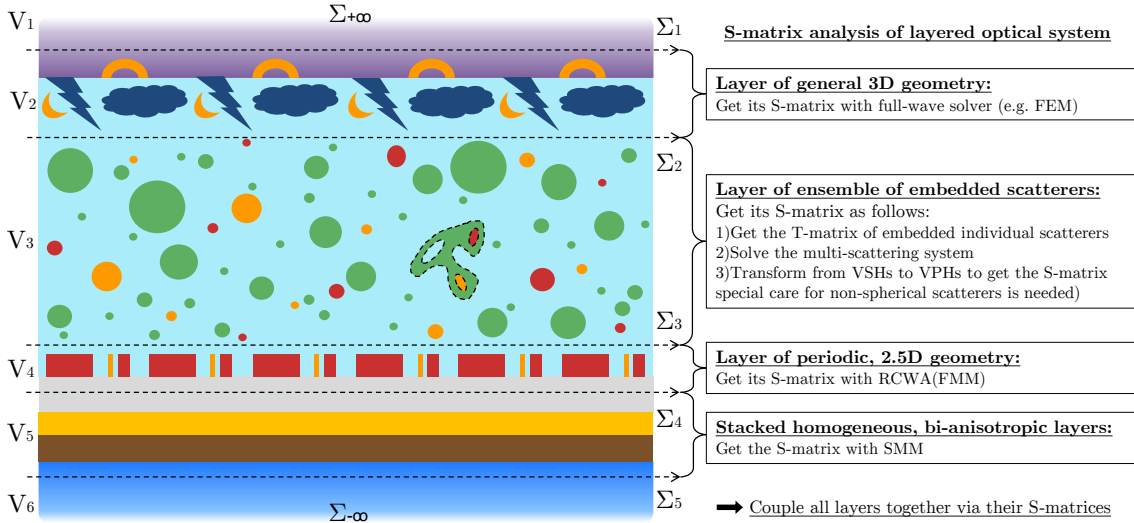 V1
Σ+∞
Σ1
S-matrix analysis of layered optical system
Layer of general 3D geometry:
Get its S-matrix with full-wave solver (e.g. FEM)
V2
Σ2
Layer of ensemble of embedded scatterers:
Get its S-matrix as follows:
1)Get the T-matrix of embedded individual scatterers
2)Solve the multi-scattering system
3)Transform from VSHs to VPHs to get the S-matrix
special care for non-spherical scatterers is needed)
V3
Σ3
V4
Layer of periodic, 2.5D geometry:
Get its S-matrix with RCWA(FMM)
Σ4
V5
Stacked homogeneous, bi-anisotropic layers:
Get the S-matrix with SMM
V6
Σ-∞
Σ5
➡ Couple all layers together via their S-matrices